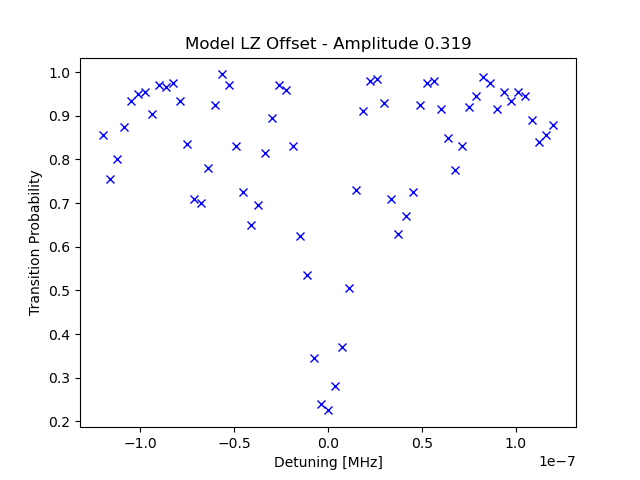 Model LZ Offset - Amplitude 0.319
Transition Probability
1.0
0.9
0.8
0.7
0.6
0.5
0.4
0.3
0.2
−1.0 −0.5 0.0 0.5 1.0
1e−7
Detuning [MHz]